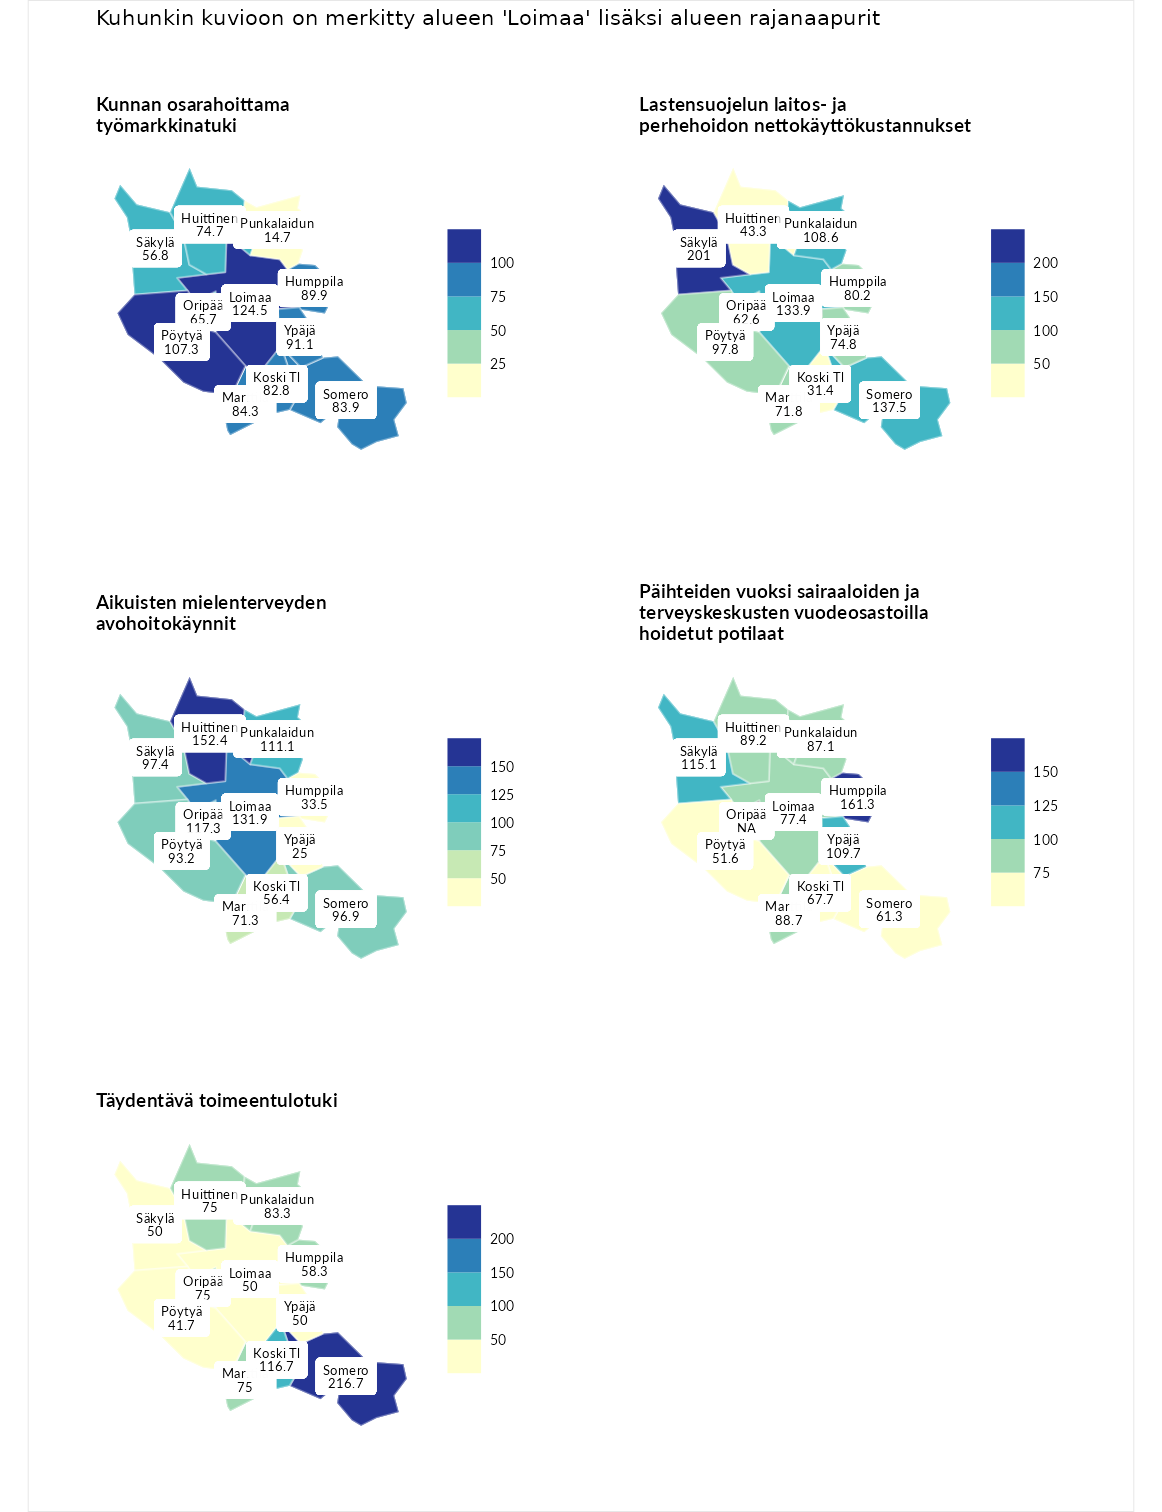 Kuhunkin kuvioon on merkitty alueen 'Loimaa' lisäksi alueen rajanaapurit
Kunnan osarahoittama
työmarkkinatuki
Huittinen
74.7
Punkalaidun
14.7
Säkylä
56.8
Humppila
89.9
Loimaa
124.5
Oripää
65.7
Ypäjä
91.1
Pöytyä
107.3
Koski Tl
82.8
Somero
83.9
Mar
84.3
100
75
50
25
Lastensuojelun laitos- ja
perhehoidon nettokäyttökustannukset
Huittinen
43.3
Punkalaidun
108.6
Säkylä
201
Humppila
80.2
Loimaa
133.9
Oripää
62.6
Ypäjä
74.8
Pöytyä
97.8
Koski Tl
31.4
Somero
137.5
Mar
71.8
200
150
100
50
Aikuisten mielenterveyden
avohoitokäynnit
Huittinen
152.4
Punkalaidun
111.1
Säkylä
97.4
Humppila
33.5
Loimaa
131.9
Oripää
117.3
Ypäjä
25
Pöytyä
93.2
Koski Tl
56.4
Somero
96.9
Mar
71.3
150
125
100
75
50
Päihteiden vuoksi sairaaloiden ja
terveyskeskusten vuodeosastoilla
hoidetut potilaat
Huittinen
89.2
Punkalaidun
87.1
Säkylä
115.1
Humppila
161.3
Loimaa
77.4
Oripää
NA
Ypäjä
109.7
Pöytyä
51.6
Koski Tl
67.7
Somero
61.3
Mar
88.7
150
125
100
75
Täydentävä toimeentulotuki
Huittinen
75
Punkalaidun
83.3
Säkylä
50
Humppila
58.3
Loimaa
50
Oripää
75
Ypäjä
50
Pöytyä
41.7
Koski Tl
116.7
Somero
216.7
Mar
75
200
150
100
50